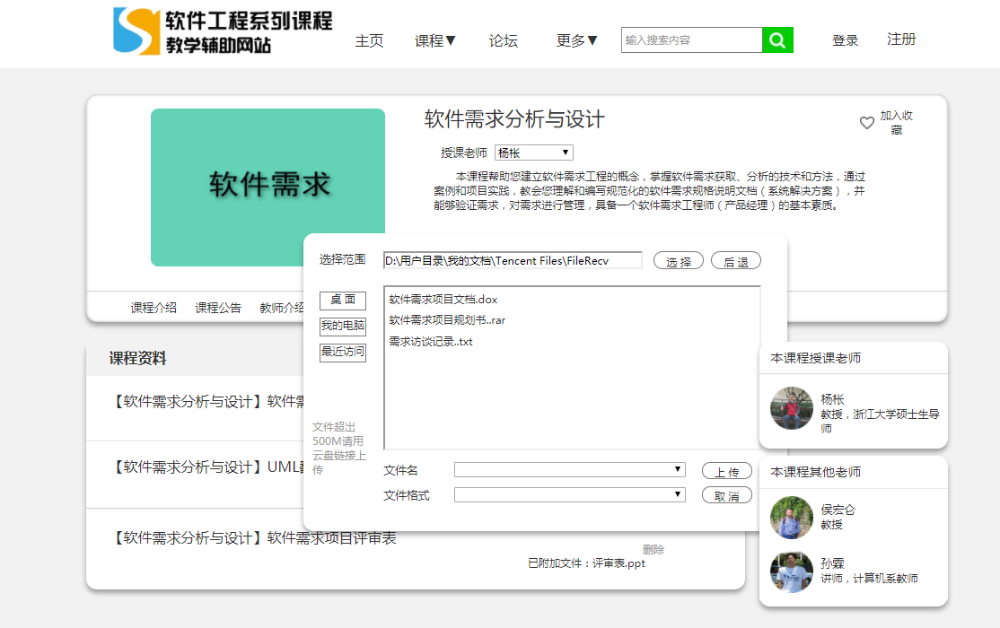 软件工程系列课程
教学辅助网站
主页 课程▼ 论坛 更多▼ 输入搜索内容 登录 注册
软件需求
软件需求分析与设计
加入收
藏
授课老师 杨枨 ▼
本课程帮助您建立软件需求工程的概念，掌握软件需求获取、分析的技术和方法，通过
案例和项目实践，教会您理解和编写规范化的软件需求规格说明文档（系统解决方案），并
能够验证需求，对需求进行管理，具备一个软件需求工程师（产品经理）的基本素质。
课程介绍 课程公告 教师介绍
选择范围 D:\用户目录\我的文档\Tencent Files\FileRecv 选 择 后 退
桌 面
我的电脑
最近访问
软件需求项目文档.dox
软件需求项目规划书..rar
需求访谈记录..txt
文件超出
500M请用
云盘链接上
传
文件名 ▼ 上 传
文件格式 ▼ 取 消
课程资料
【软件需求分析与设计】软件需
【软件需求分析与设计】UML
【软件需求分析与设计】软件需求项目评审表
删除
已附加文件：评审表.ppt
本课程授课老师
杨枨
教授，浙江大学硕士生导
师
本课程其他老师
侯宏仑
教授
孙霖
讲师，计算机系教师